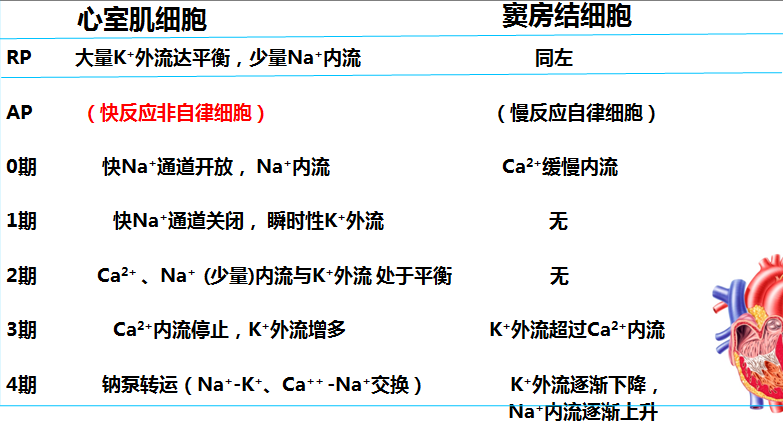 心室肌细胞 窦房结细胞
RP 大量K⁺外流达平衡，少量Na⁺内流 同左
AP （快反应非自律细胞） （慢反应自律细胞）
0期 快Na⁺通道开放， Na⁺内流 Ca²⁺缓慢内流
1期 快Na⁺通道关闭， 瞬时性K⁺外流 无
2期 Ca²⁺ 、Na⁺ (少量)内流与K⁺外流 处于平衡 无
3期 Ca²⁺内流停止，K⁺外流增多 K⁺外流超过Ca²⁺内流
4期 钠泵转运（Na⁺-K⁺、Ca⁺⁺ -Na⁺交换） K⁺外流逐渐下降，
Na⁺内流逐渐上升